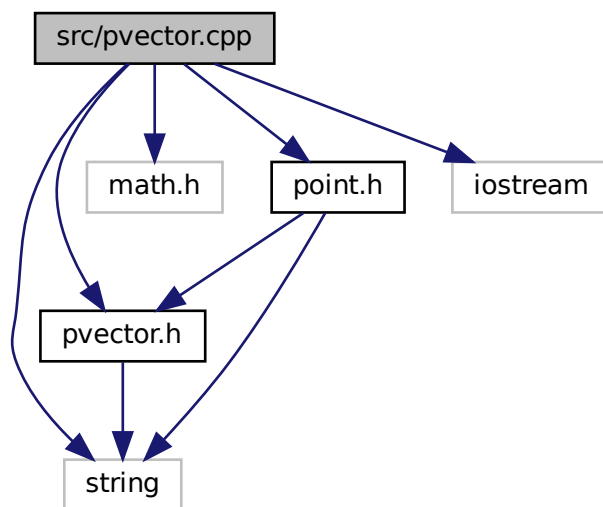 src/pvector.cpp
math.h
point.h
iostream
pvector.h
string